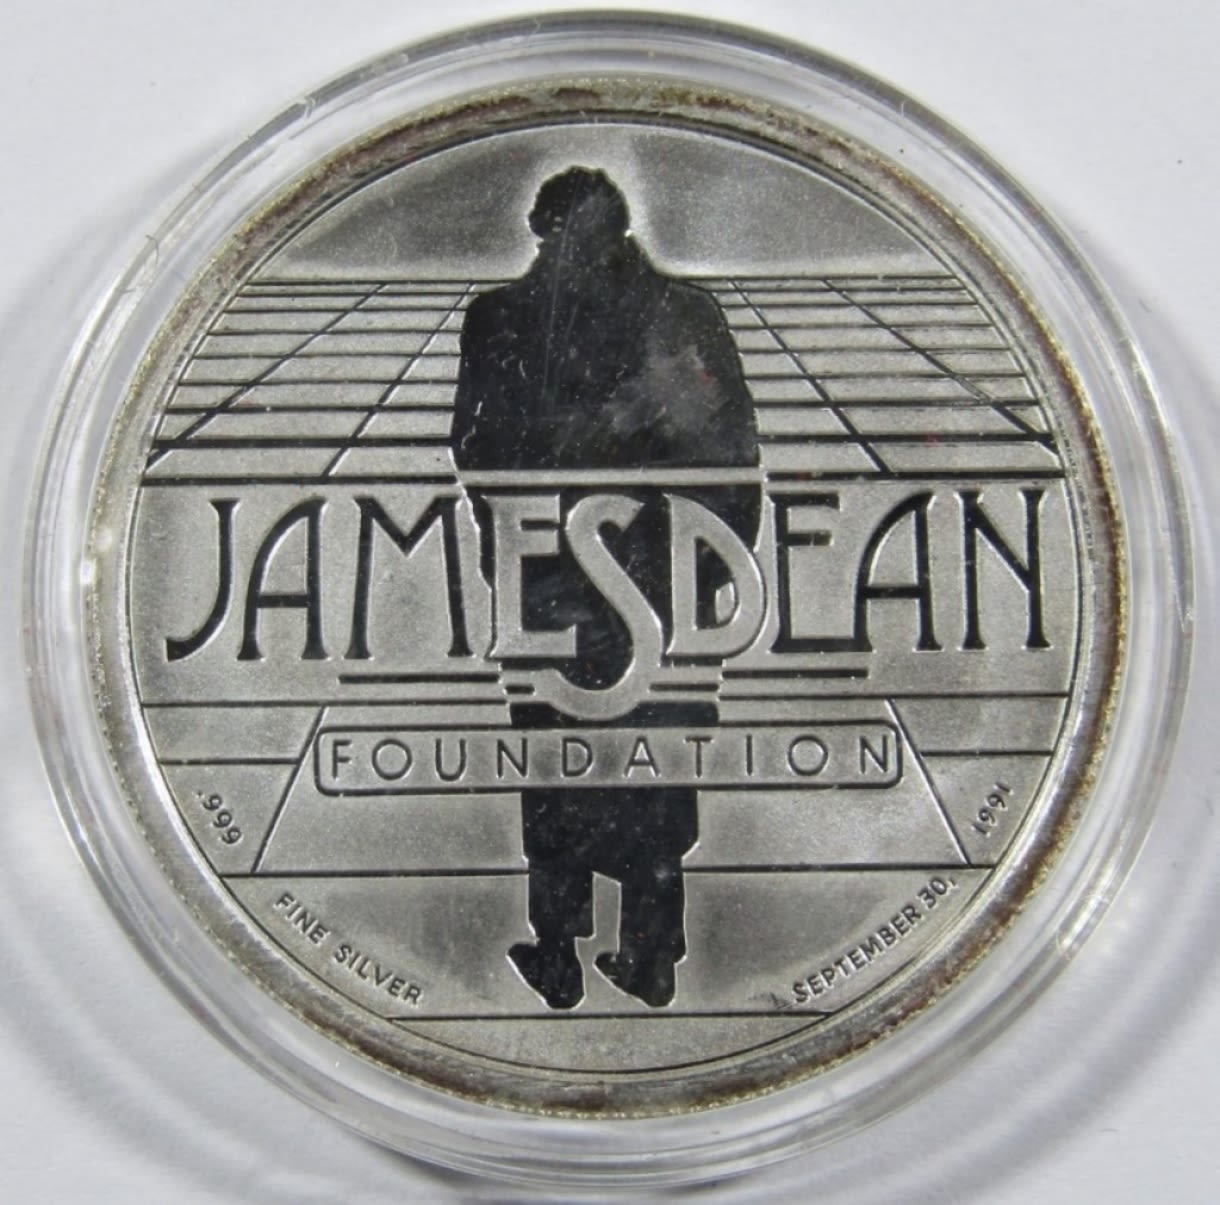 JAMES DEAN
FOUNDATION
.999
FINE SILVER
SEPTEMBER 30,
1991